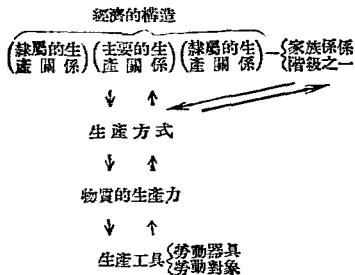 經濟的構造
(隸屬的生產關係)(主要的生產關係)(隸屬的生產關係)—{家族係係 階級之一
生產方式
物質的生產力
生產工具{勞動器具 勞動對象